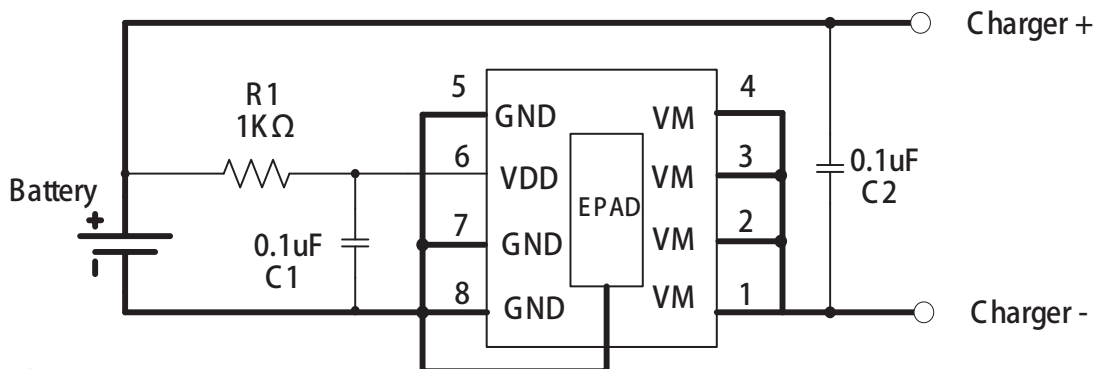 Charger +
R1
1KΩ
5
GND
VM
4
6
VDD
VM
3
0.1uF
C2
Battery
+
EPAD
0.1uF
C1
7
GND
VM
2
8
GND
VM
1
Charger -